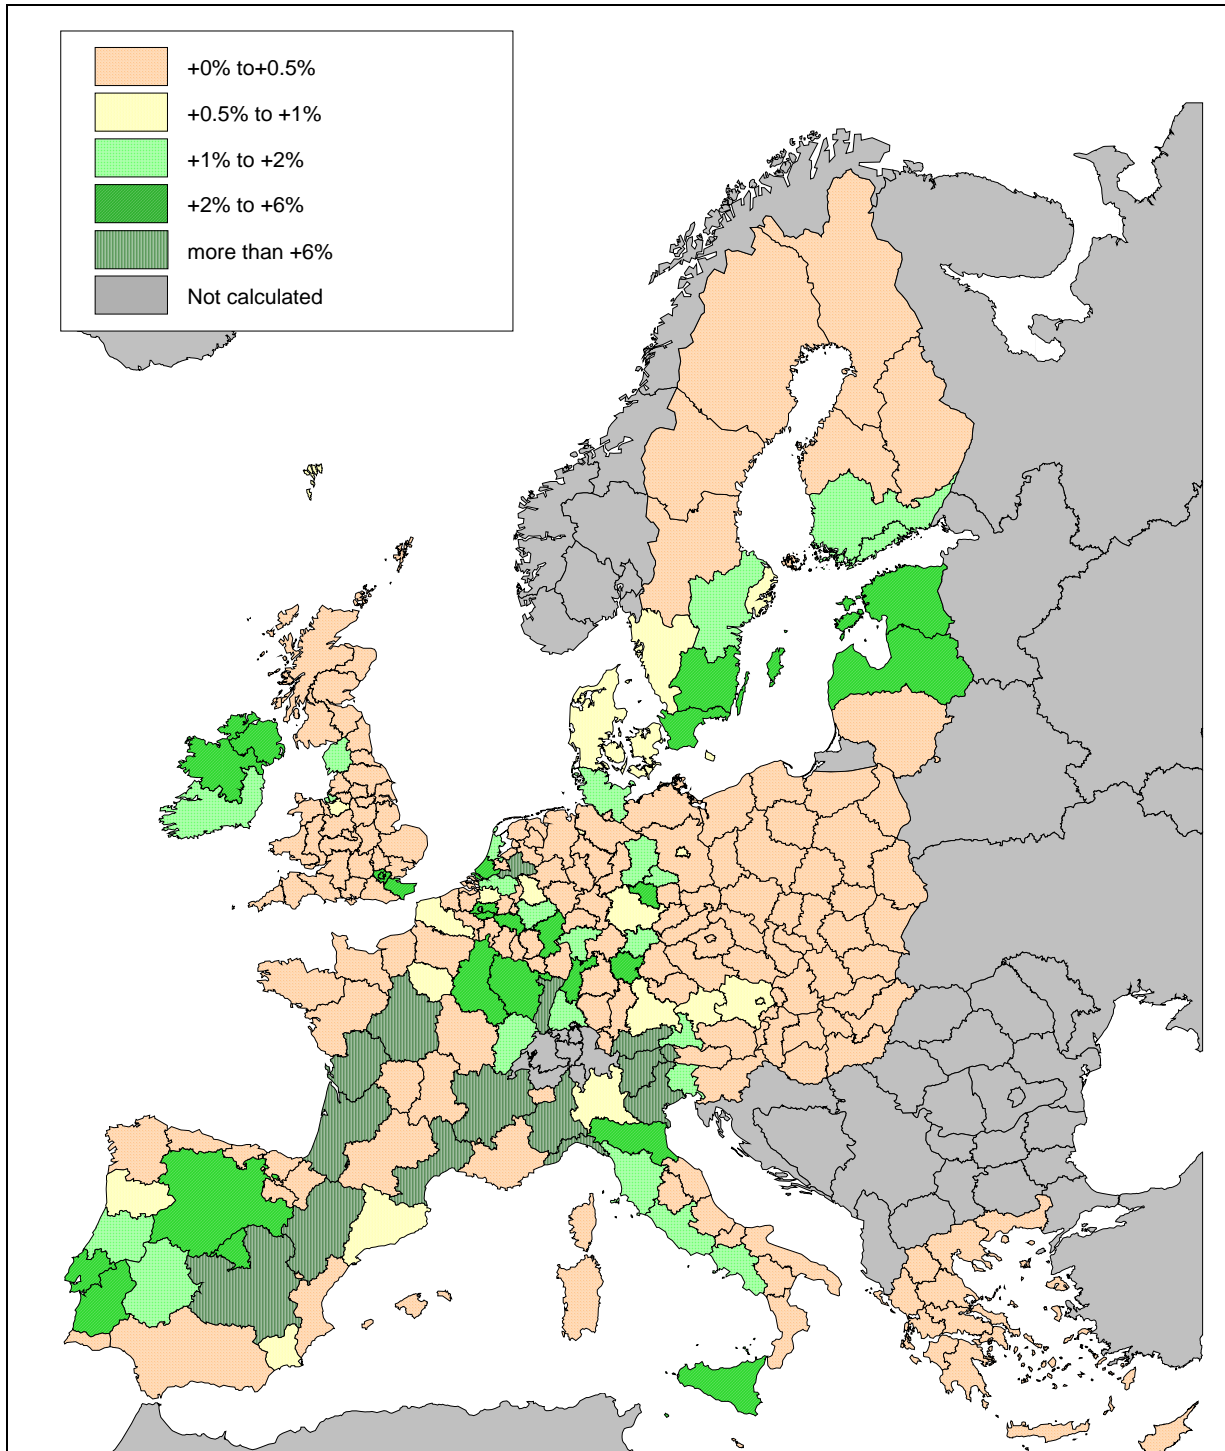 +0% to+0.5%
+0.5% to +1%
+1% to +2%
+2% to +6%
more than +6%
Not calculated